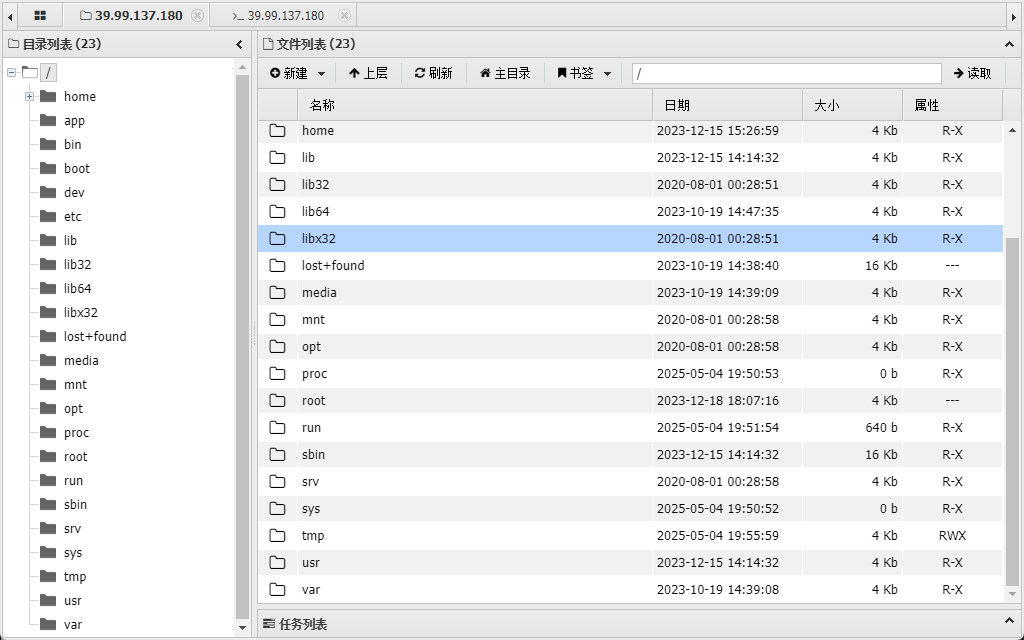 39.99.137.180
>_ 39.99.137.180
目录列表 (23)
/
home
app
bin
boot
dev
etc
lib
lib32
lib64
libx32
lost+found
media
mnt
opt
proc
root
run
sbin
srv
sys
tmp
usr
var
文件列表 (23)
新建 上层 刷新 主目录 书签 / 读取
名称 日期 大小 属性
home 2023-12-15 15:26:59 4 Kb R-X
lib 2023-12-15 14:14:32 4 Kb R-X
lib32 2020-08-01 00:28:51 4 Kb R-X
lib64 2023-10-19 14:47:35 4 Kb R-X
libx32 2020-08-01 00:28:51 4 Kb R-X
lost+found 2023-10-19 14:38:40 16 Kb ---
media 2023-10-19 14:39:09 4 Kb R-X
mnt 2020-08-01 00:28:58 4 Kb R-X
opt 2020-08-01 00:28:58 4 Kb R-X
proc 2025-05-04 19:50:53 0 b R-X
root 2023-12-18 18:07:16 4 Kb ---
run 2025-05-04 19:51:54 640 b R-X
sbin 2023-12-15 14:14:32 16 Kb R-X
srv 2020-08-01 00:28:58 4 Kb R-X
sys 2025-05-04 19:50:52 0 b R-X
tmp 2025-05-04 19:55:59 4 Kb RWX
usr 2023-12-15 14:14:32 4 Kb R-X
var 2023-10-19 14:39:08 4 Kb R-X
任务列表